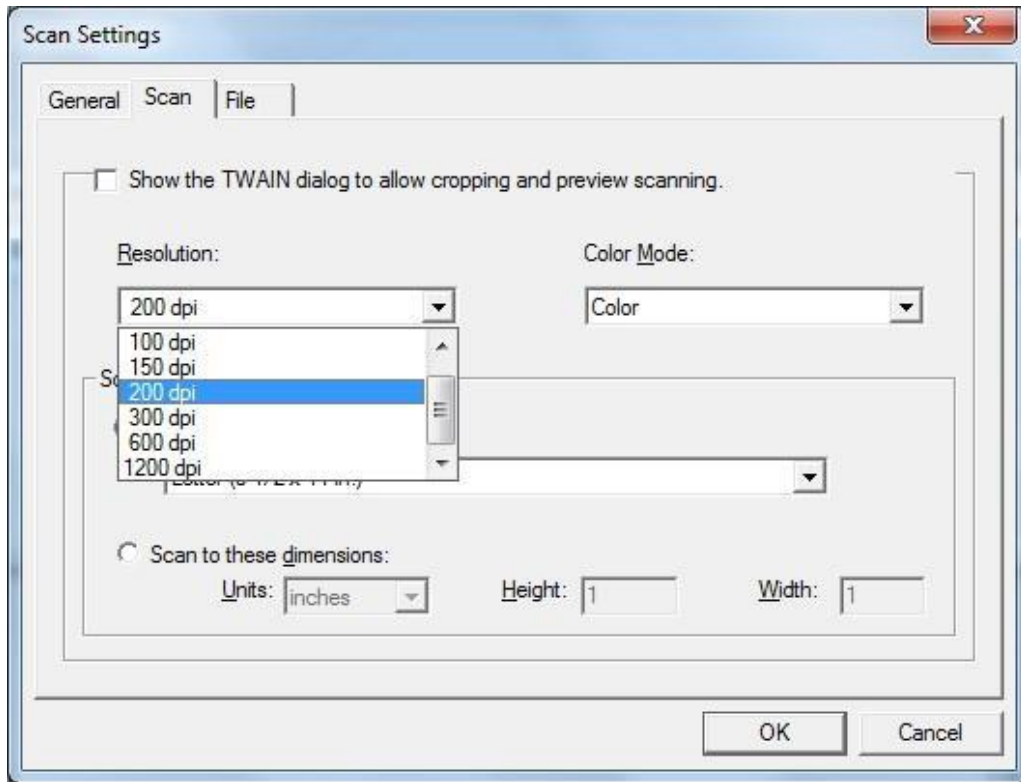 Scan Settings
General Scan File
Show the TWAIN dialog to allow cropping and preview scanning.
Resolution: Color Mode:
200 dpi Color
100 dpi
150 dpi
200 dpi
300 dpi
600 dpi
1200 dpi
Scan to these dimensions:
Units: inches Height: 1 Width: 1
OK Cancel